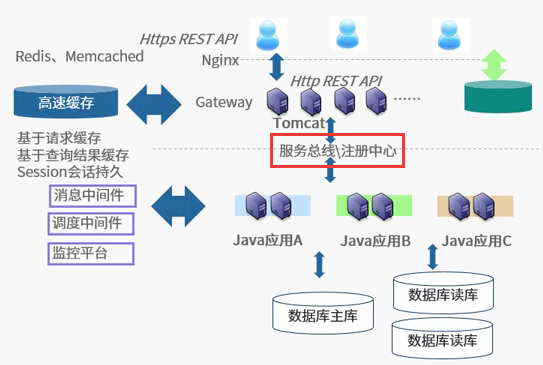 Https REST API
Redis、Memcached
Nginx
Http REST API
高速缓存
Gateway
……
Tomcat
基于请求缓存
基于查询结果缓存
Session会话持久
服务总线\注册中心
消息中间件
调度中间件
监控平台
Java应用A
Java应用B
Java应用C
数据库主库
数据库读库
数据库读库